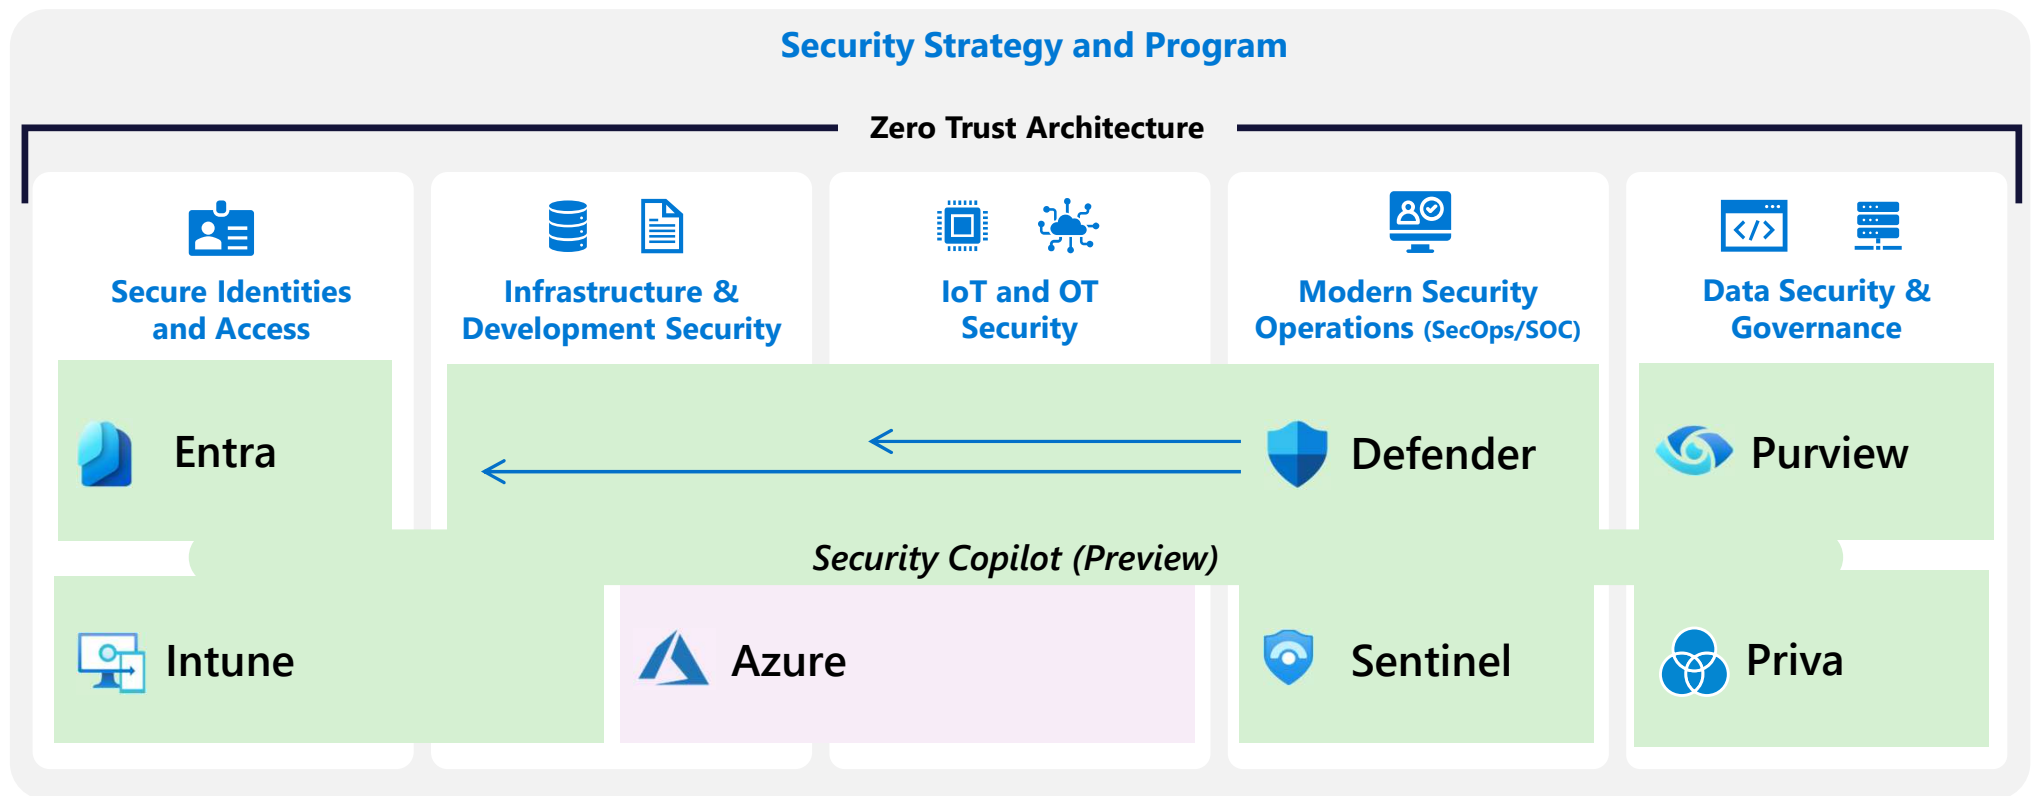 Security Strategy and Program
Zero Trust Architecture
Secure Identities
and Access
Infrastructure &
Development Security
IoT and OT
Security
Modern Security
Operations (SecOps/SOC)
Data Security &
Governance
Entra
Defender
Purview
Security Copilot (Preview)
Intune
Azure
Sentinel
Priva